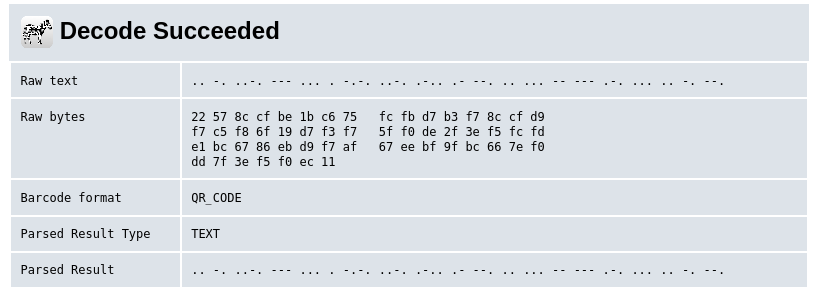 Decode Succeeded
Raw text	.. -. ..-. --- ... . -.-. ..-. .-.. .- --. .. ... -- --- .-. ... .. -. --.
Raw bytes	22 57 8c cf be 1b c6 75   fc fb d7 b3 f7 8c cf d9
f7 c5 f8 6f 19 d7 f3 f7   5f f0 de 2f 3e f5 fc fd
e1 bc 67 86 eb d9 f7 af   67 ee bf 9f bc 66 7e f0
dd 7f 3e f5 f0 ec 11
Barcode format	QR_CODE
Parsed Result Type	TEXT
Parsed Result	.. -. ..-. --- ... . -.-. ..-. .-.. .- --. .. ... -- --- .-. ... .. -. --.